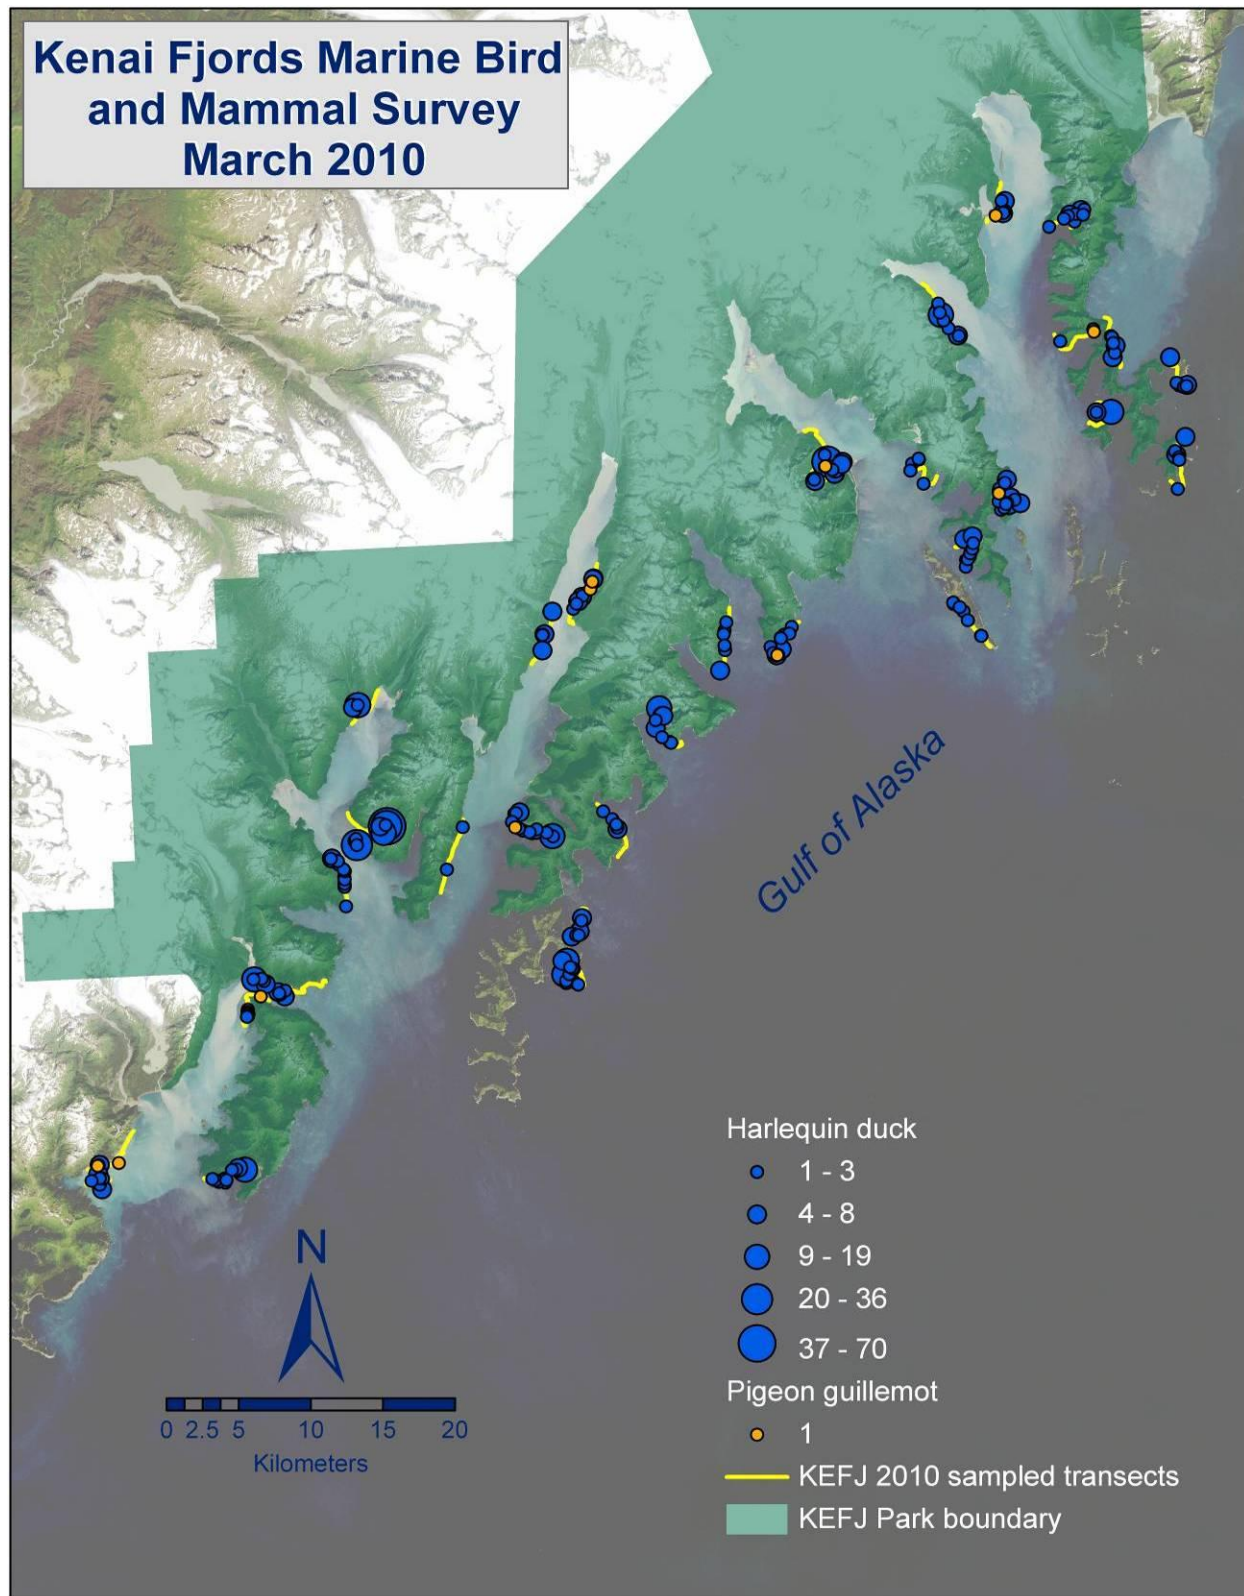 Kenai Fjords Marine Bird
and Mammal Survey
March 2010
Gulf of Alaska
Harlequin duck
1 - 3
4 - 8
9 - 19
20 - 36
37 - 70
Pigeon guillemot
1
KEFJ 2010 sampled transects
KEFJ Park boundary
N
0 2.5 5 10 15 20
Kilometers